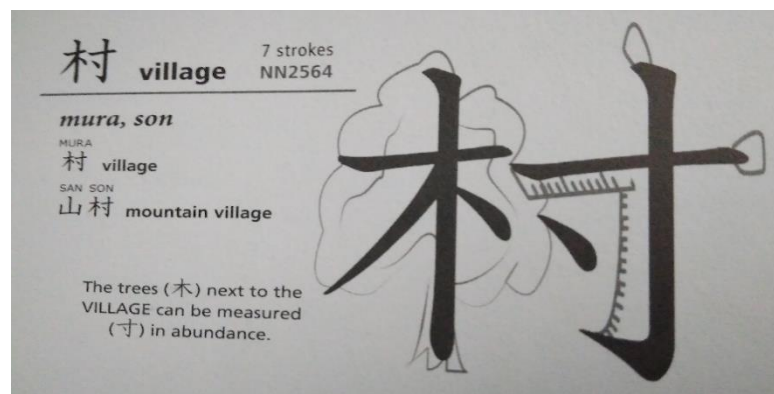 村 village 7 strokes
NN2564
mura, son
MURA
村 village
SAN SON
山村 mountain village
The trees (木) next to the
VILLAGE can be measured
(寸) in abundance.
村